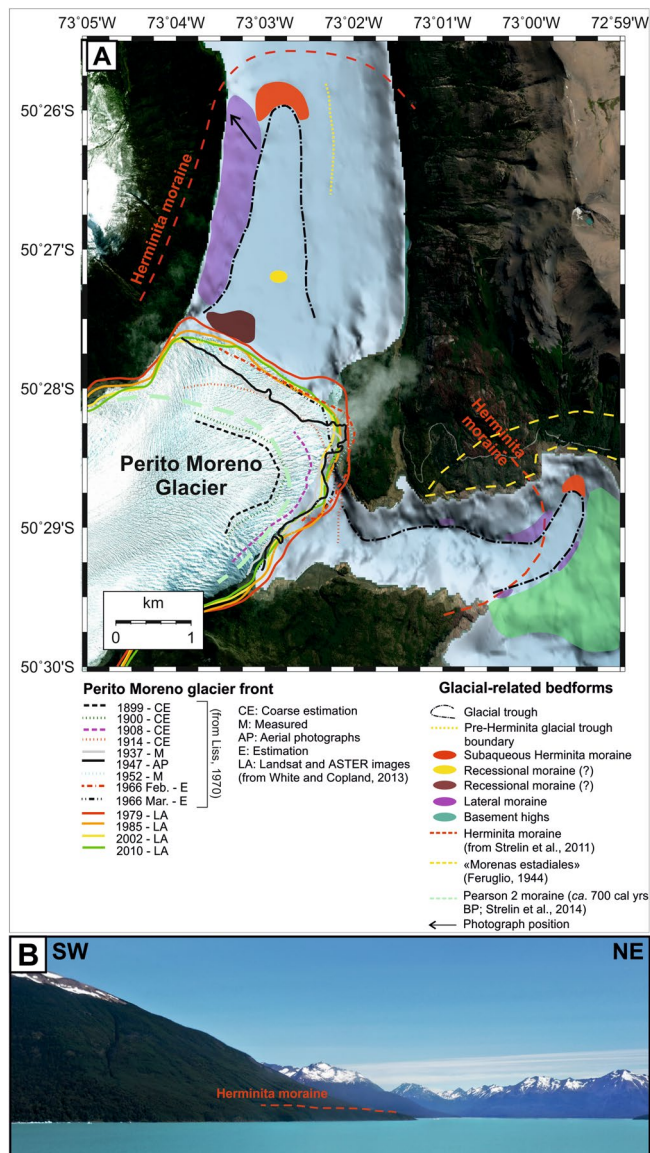 73°05'W 73°04'W 73°03'W 73°02'W 73°01'W 73°00'W 72°59'W
A
50°26'S
Herminita moraine
50°27'S
50°28'S
Herminita
moraine
Perito Moreno
Glacier
50°29'S
km
0 1
50°30'S
Perito Moreno glacier front
1899 - CE
1900 - CE
1908 - CE
1914 - CE
1937 - M
1947 - AP
1952 - M
1966 Feb. - E
1966 Mar. - E
1979 - LA
1985 - LA
2002 - LA
2010 - LA
(from Liss, 1970)
CE: Coarse estimation
M: Measured
AP: Aerial photographs
E: Estimation
LA: Landsat and ASTER images
(from White and Copland, 2013)
Glacial-related bedforms
Glacial trough
Pre-Herminita glacial trough
boundary
Subaqueous Herminita moraine
Recessional moraine (?)
Recessional moraine (?)
Lateral moraine
Basement highs
Herminita moraine
(from Strelin et al., 2011)
«Morenas estadiales»
(Feruglio, 1944)
Pearson 2 moraine (ca. 700 cal yrs
BP; Strelin et al., 2014)
Photograph position
B SW NE
Herminita moraine